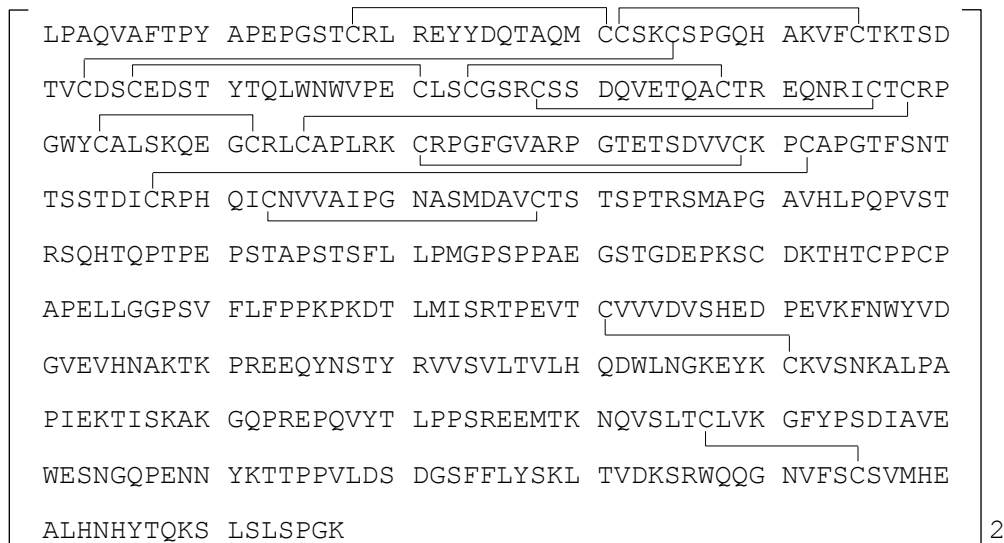 LPAQVAFTPY APEPGSTCRL REYYDQTAQM CCSKCSPGQH AKVFCTKTSD
TVCDSCEDST YTQLWNWVPE CLSCGSRCSS DQVETQACTR EQNRICTCRP
GWYCALSKQE GCRLCAPLRK CRPGFGVARP GTETSDVVCK PCAPGTFSNT
TSSTDICRPH QICNVVAIPG NASMDAVCTS TSPTRSMAPG AVHLPQPVST
RSQHTQPTPE PSTAPSTSFL LPMGPSPPAE GSTGDEPKSC DKTHTCPPCP
APELLGGPSV FLFPPKPKDT LMISRTPEVT CVVVDVSHED PEVKFNWYVD
GVEVHNAKTK PREEQYNSTY RVVSVLTVLH QDWLNGKEYK CKVSNKALPA
PIEKTISKAK GQPREPQVYT LPPSREEMTK NQVSLTCLVK GFYPSDIAVE
WESNGQPENN YKTTPPVLDS DGSFFLYSKL TVDKSRWQQG NVFSCSVMHE
ALHNHYTQKS LSLSPGK 2